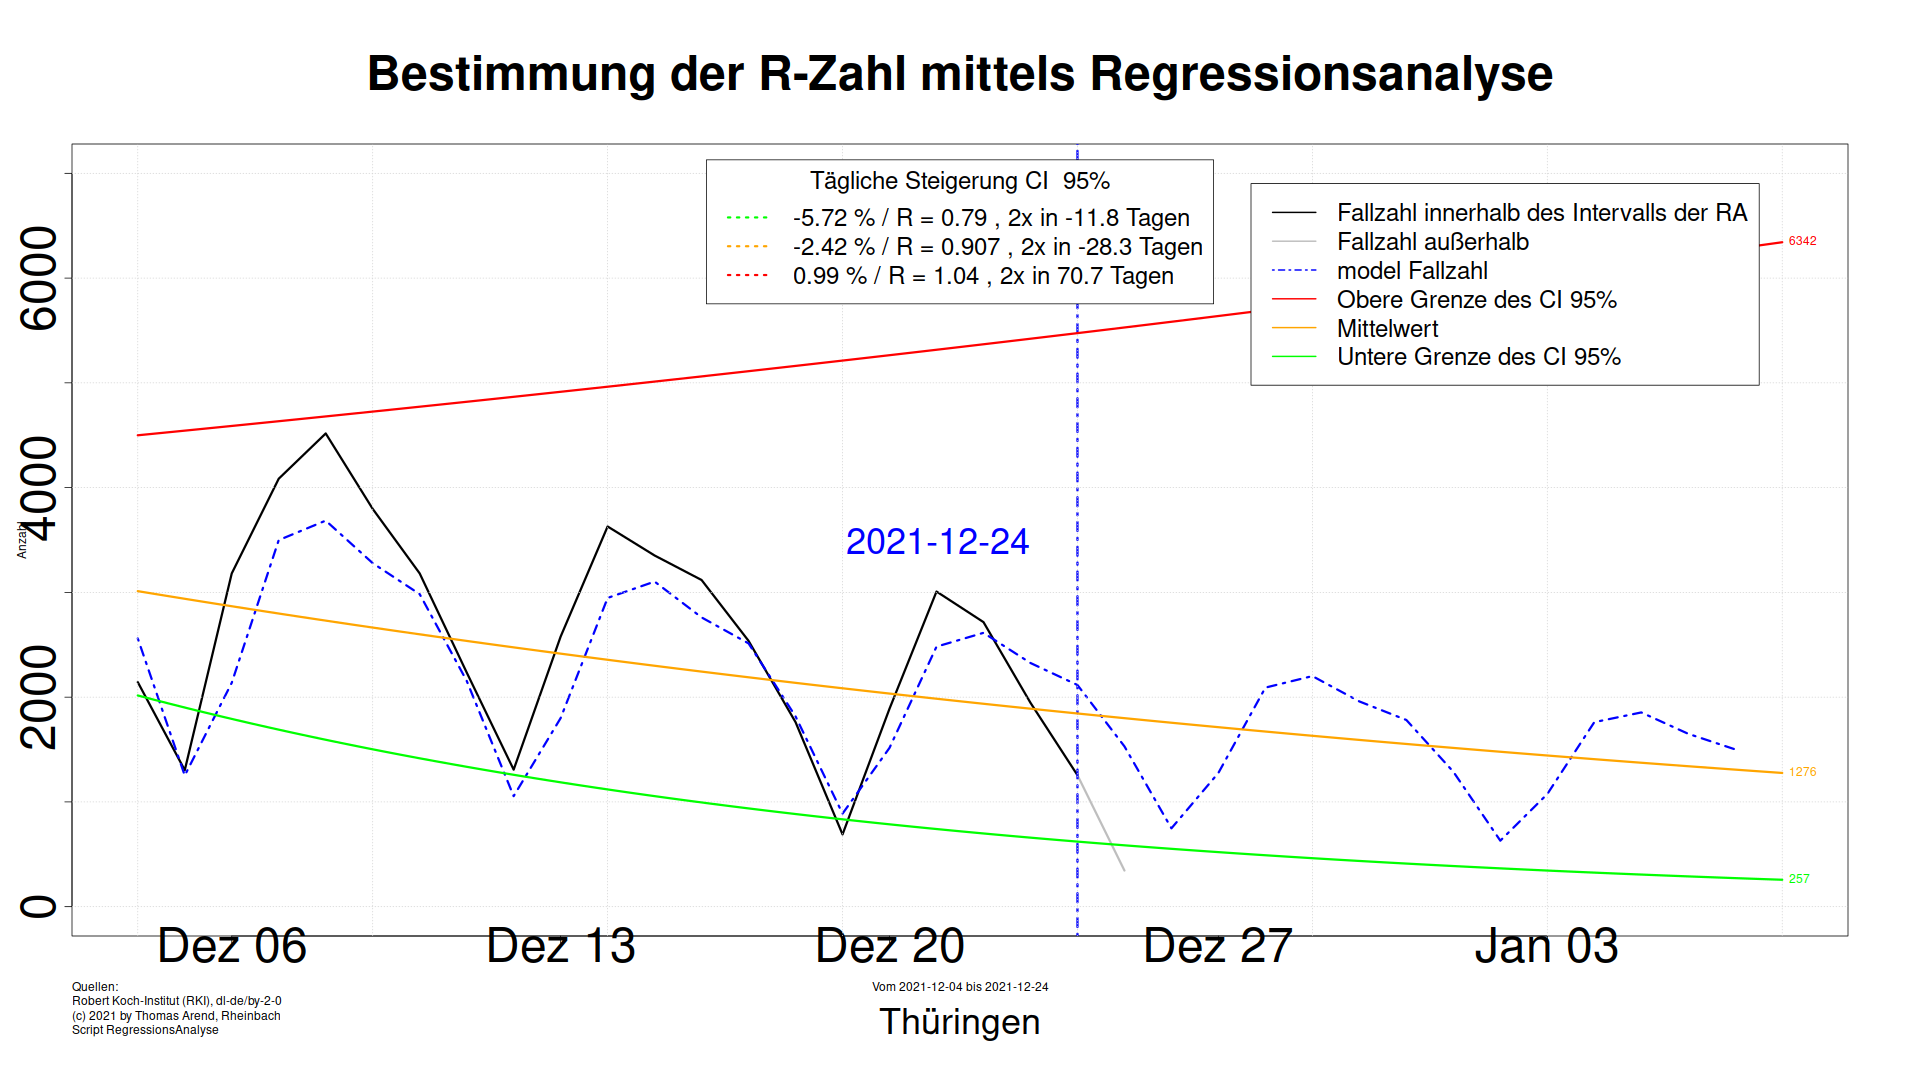 Bestimmung der R-Zahl mittels Regressionsanalyse
Tägliche Steigerung CI  95%
-5.72 % / R = 0.79 , 2x in -11.8 Tagen
-2.42 % / R = 0.907 , 2x in -28.3 Tagen
0.99 % / R = 1.04 , 2x in 70.7 Tagen
Fallzahl innerhalb des Intervalls der RA
Fallzahl außerhalb
model Fallzahl
Obere Grenze des CI 95%
Mittelwert
Untere Grenze des CI 95%
6342
6000
4000
2000
0
Anzahl
2021-12-24
1276
257
Dez 06
Dez 13
Dez 20
Dez 27
Jan 03
Quellen:
Robert Koch-Institut (RKI), dl-de/by-2-0
(c) 2021 by Thomas Arend, Rheinbach
Script RegressionsAnalyse
Vom 2021-12-04 bis 2021-12-24
Thüringen